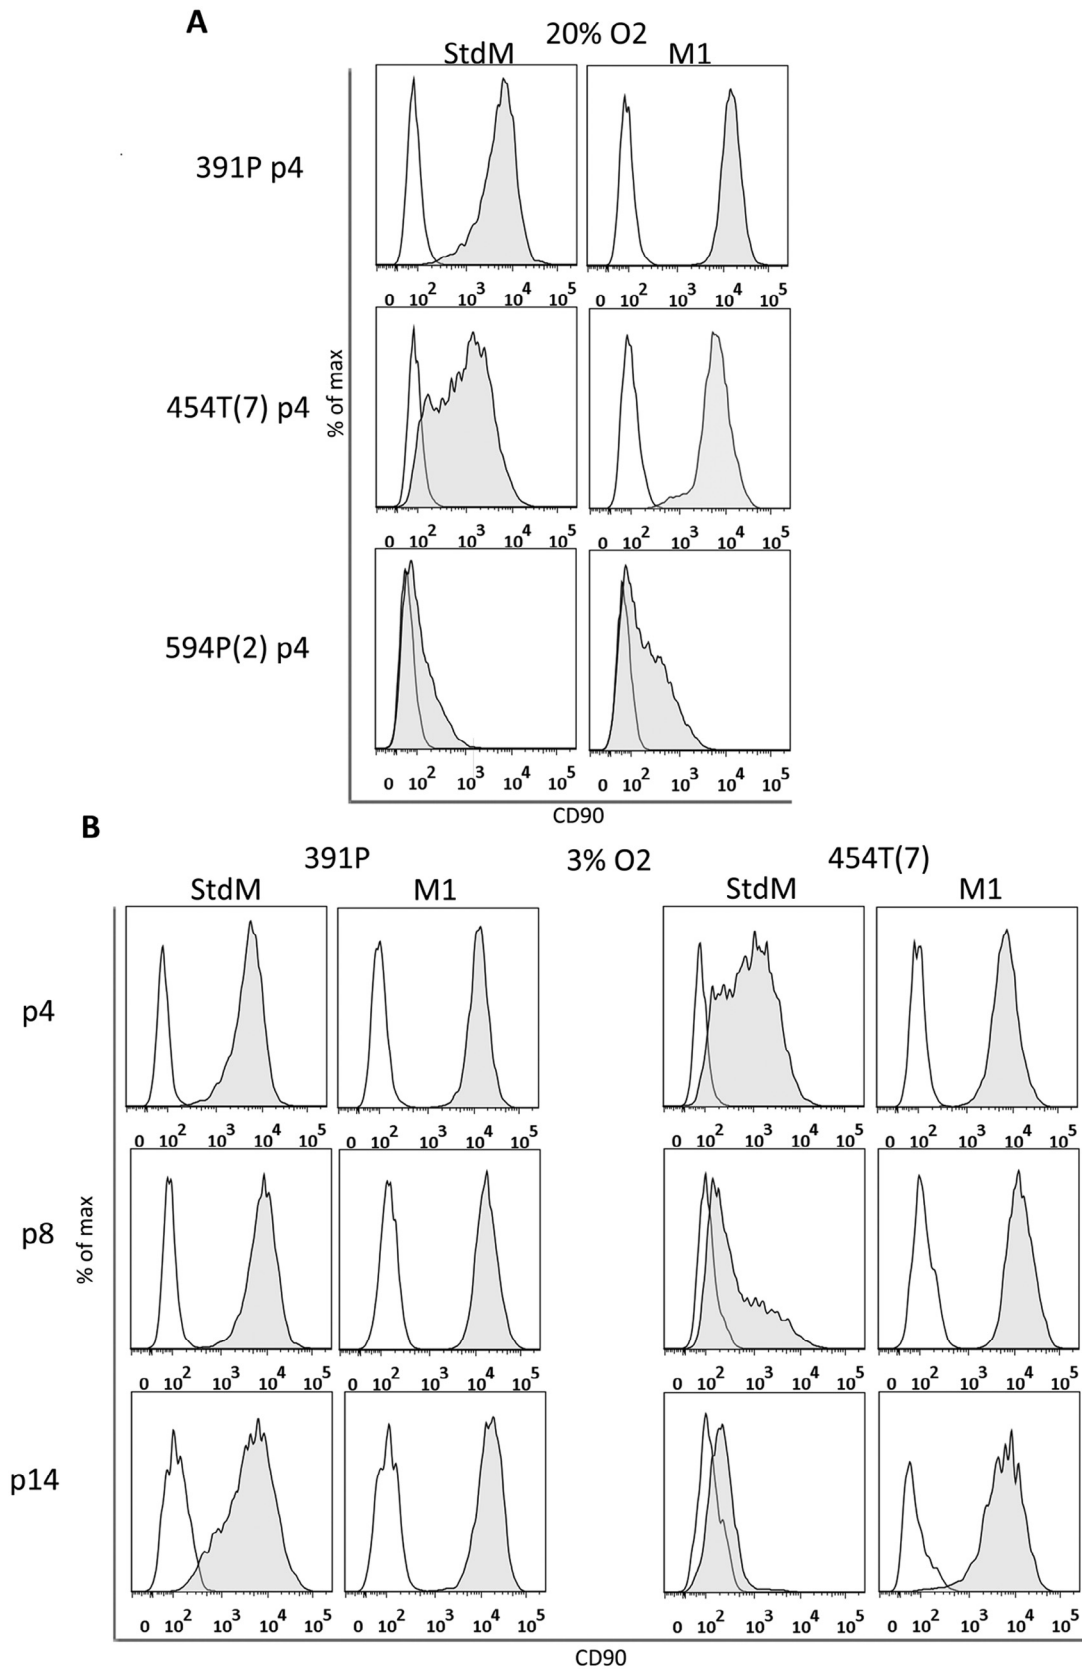 A
20% O2
StdM M1
391P p4
0 10^2 10^3 10^4 10^5 0 10^2 10^3 10^4 10^5
454T(7) p4
% of max
0 10^2 10^3 10^4 10^5 0 10^2 10^3 10^4 10^5
594P(2) p4
0 10^2 10^3 10^4 10^5 0 10^2 10^3 10^4 10^5
CD90
B
391P 3% O2 454T(7)
StdM M1 StdM M1
p4
0 10^2 10^3 10^4 10^5 0 10^2 10^3 10^4 10^5 0 10^2 10^3 10^4 10^5 0 10^2 10^3 10^4 10^5
p8
% of max
0 10^2 10^3 10^4 10^5 0 10^2 10^3 10^4 10^5 0 10^2 10^3 10^4 10^5 0 10^2 10^3 10^4 10^5
p14
0 10^2 10^3 10^4 10^5 0 10^2 10^3 10^4 10^5 0 10^2 10^3 10^4 10^5 0 10^2 10^3 10^4 10^5
CD90